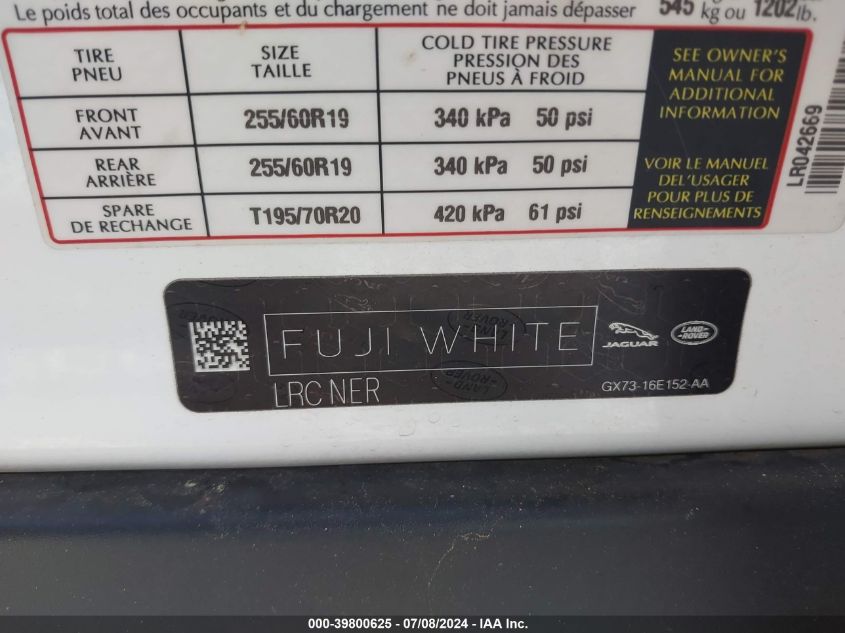 Le poids total des occupants et du chargement ne doit jamais dépasser 545 kg ou 1202 lb.
TIRE PNEU
SIZE TAILLE
COLD TIRE PRESSURE
PRESSION DES
PNEUS À FROID
SEE OWNER'S
MANUAL FOR
ADDITIONAL
INFORMATION
FRONT AVANT
255/60R19
340 kPa 50 psi
REAR ARRIÈRE
255/60R19
340 kPa 50 psi
VOIR LE MANUEL
DEL'USAGER
POUR PLUS DE
RENSEIGNEMENTS
SPARE DE RECHANGE
T195/70R20
420 kPa 61 psi
LR042669
FUJI WHITE
JAGUAR
LAND-ROVER
LRC NER
GX73-16E152-AA
000-39800625 - 07/08/2024 - IAA Inc.